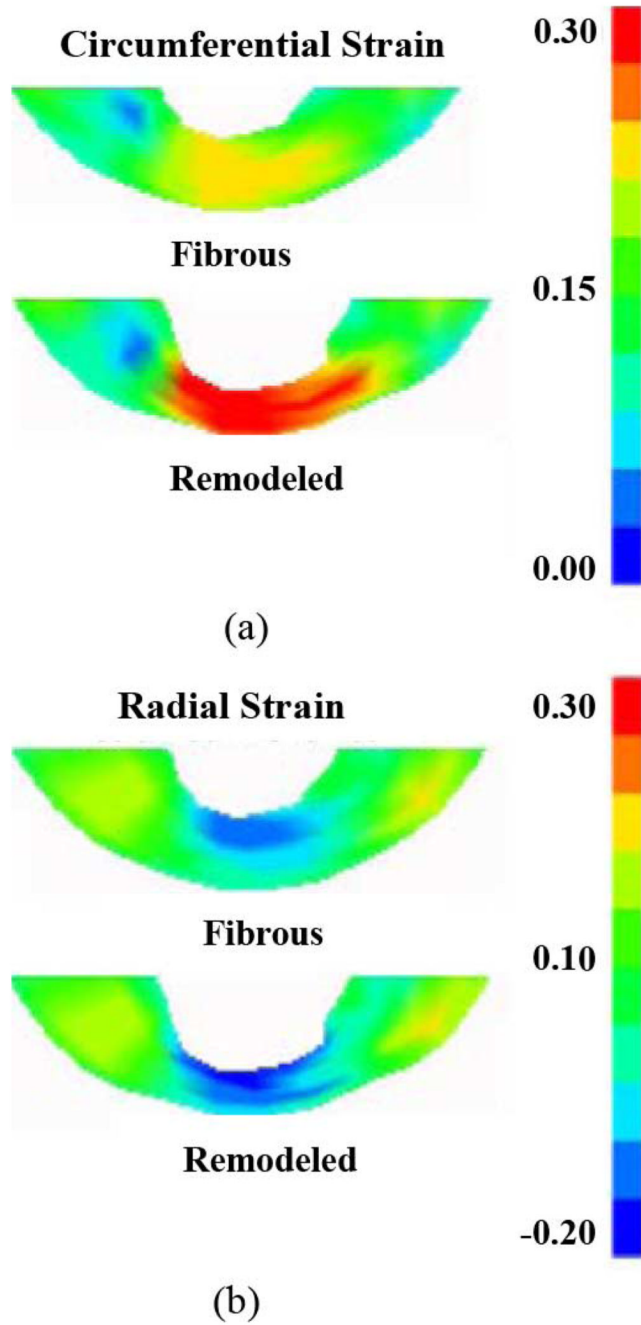 Circumferential Strain
0.30
Fibrous
0.15
Remodeled
0.00
(a)
Radial Strain
0.30
Fibrous
0.10
Remodeled
-0.20
(b)